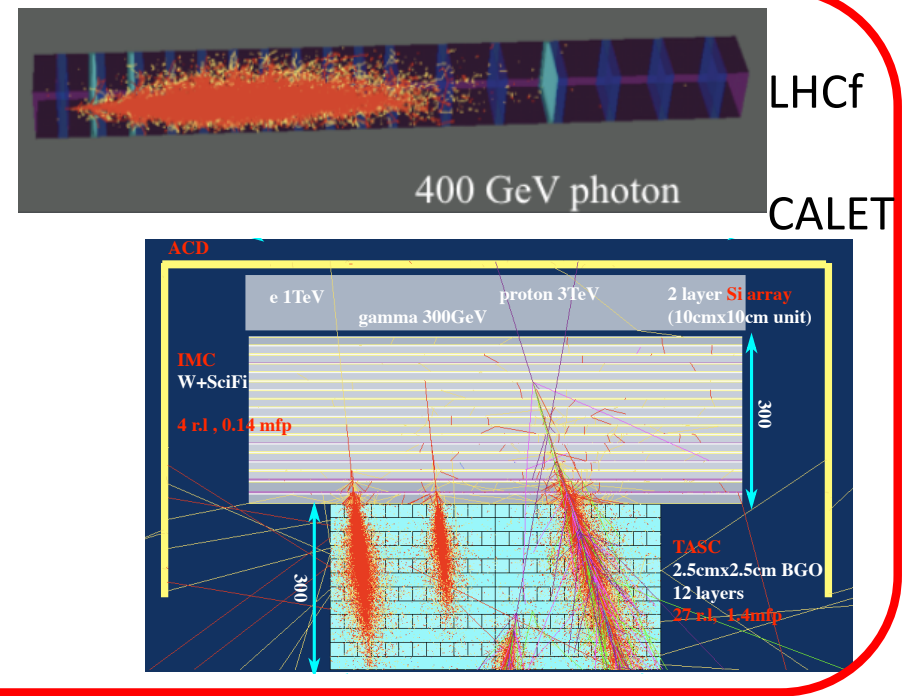 LHCf
400 GeV photon
CALET
ACD
e 1TeV
proton 3TeV
2 layer Si array
gamma 300GeV
(10cmx10cm unit)
IMC
W+SciFi
4 r.l , 0.14 mfp
300
300
TASC
2.5cmx2.5cm BGO
12 layers
27 r.l, 1.4mfp